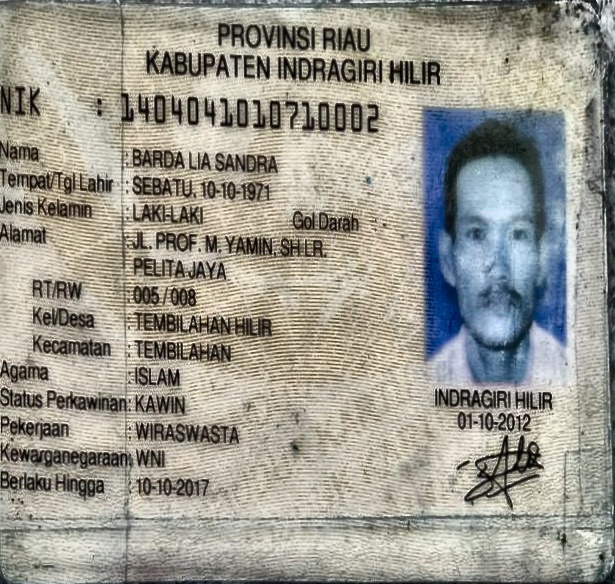 PROVINSI RIAU
KABUPATEN INDRAGIRI HILIR
NIK : 1404041010710002
Nama : BARDA LIA SANDRA
Tempat/Tgl Lahir : SEBATU, 10-10-1971
Jenis Kelamin : LAKI-LAKI Gol Darah :
Alamat : JL. PROF. M. YAMIN, SH LR.
PELITA JAYA
RT/RW : 005 / 008
Kel/Desa : TEMBILAHAN HILIR
Kecamatan : TEMBILAHAN
Agama : ISLAM
Status Perkawinan: KAWIN
Pekerjaan : WIRASWASTA
Kewarganegaraan: WNI
Berlaku Hingga : 10-10-2017
INDRAGIRI HILIR
01-10-2012